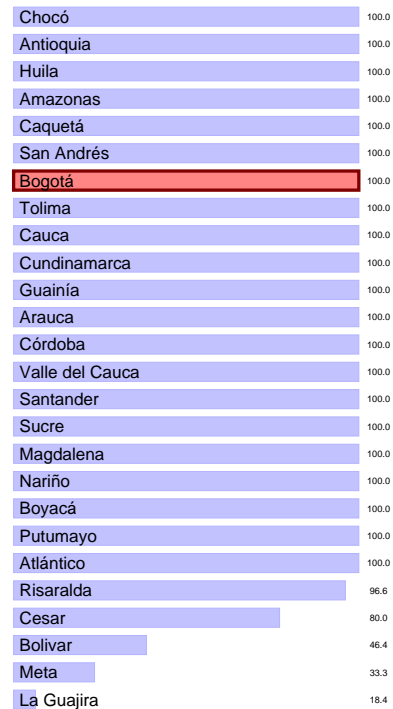 Chocó 100.0
Antioquia 100.0
Huila 100.0
Amazonas 100.0
Caquetá 100.0
San Andrés 100.0
Bogotá 100.0
Tolima 100.0
Cauca 100.0
Cundinamarca 100.0
Guainía 100.0
Arauca 100.0
Córdoba 100.0
Valle del Cauca 100.0
Santander 100.0
Sucre 100.0
Magdalena 100.0
Nariño 100.0
Boyacá 100.0
Putumayo 100.0
Atlántico 100.0
Risaralda 96.6
Cesar 80.0
Bolivar 46.4
Meta 33.3
La Guajira 18.4